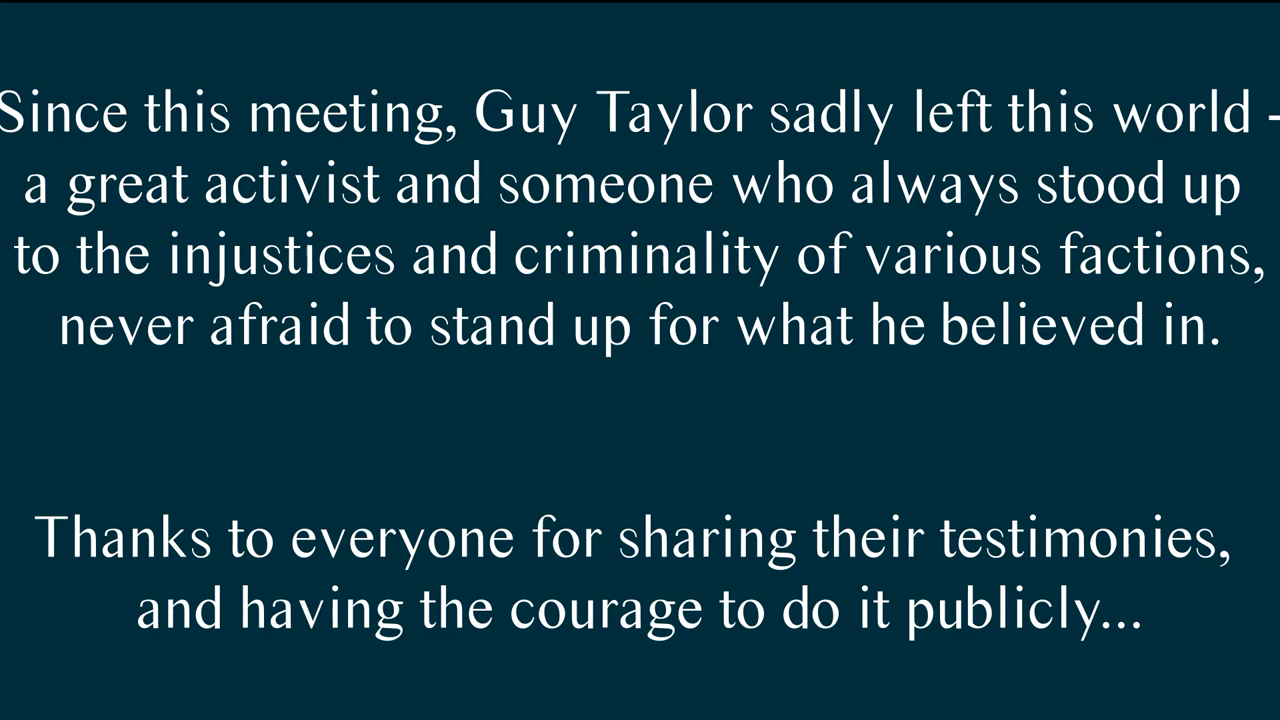 Since this meeting, Guy Taylor sadly left this world -
a great activist and someone who always stood up
to the injustices and criminality of various factions,
never afraid to stand up for what he believed in.
Thanks to everyone for sharing their testimonies,
and having the courage to do it publicly...